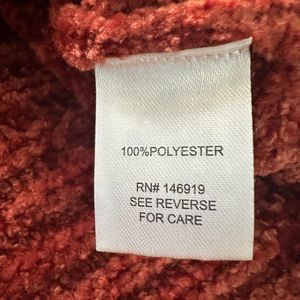 100%POLYESTER
RN# 146919
SEE REVERSE
FOR CARE